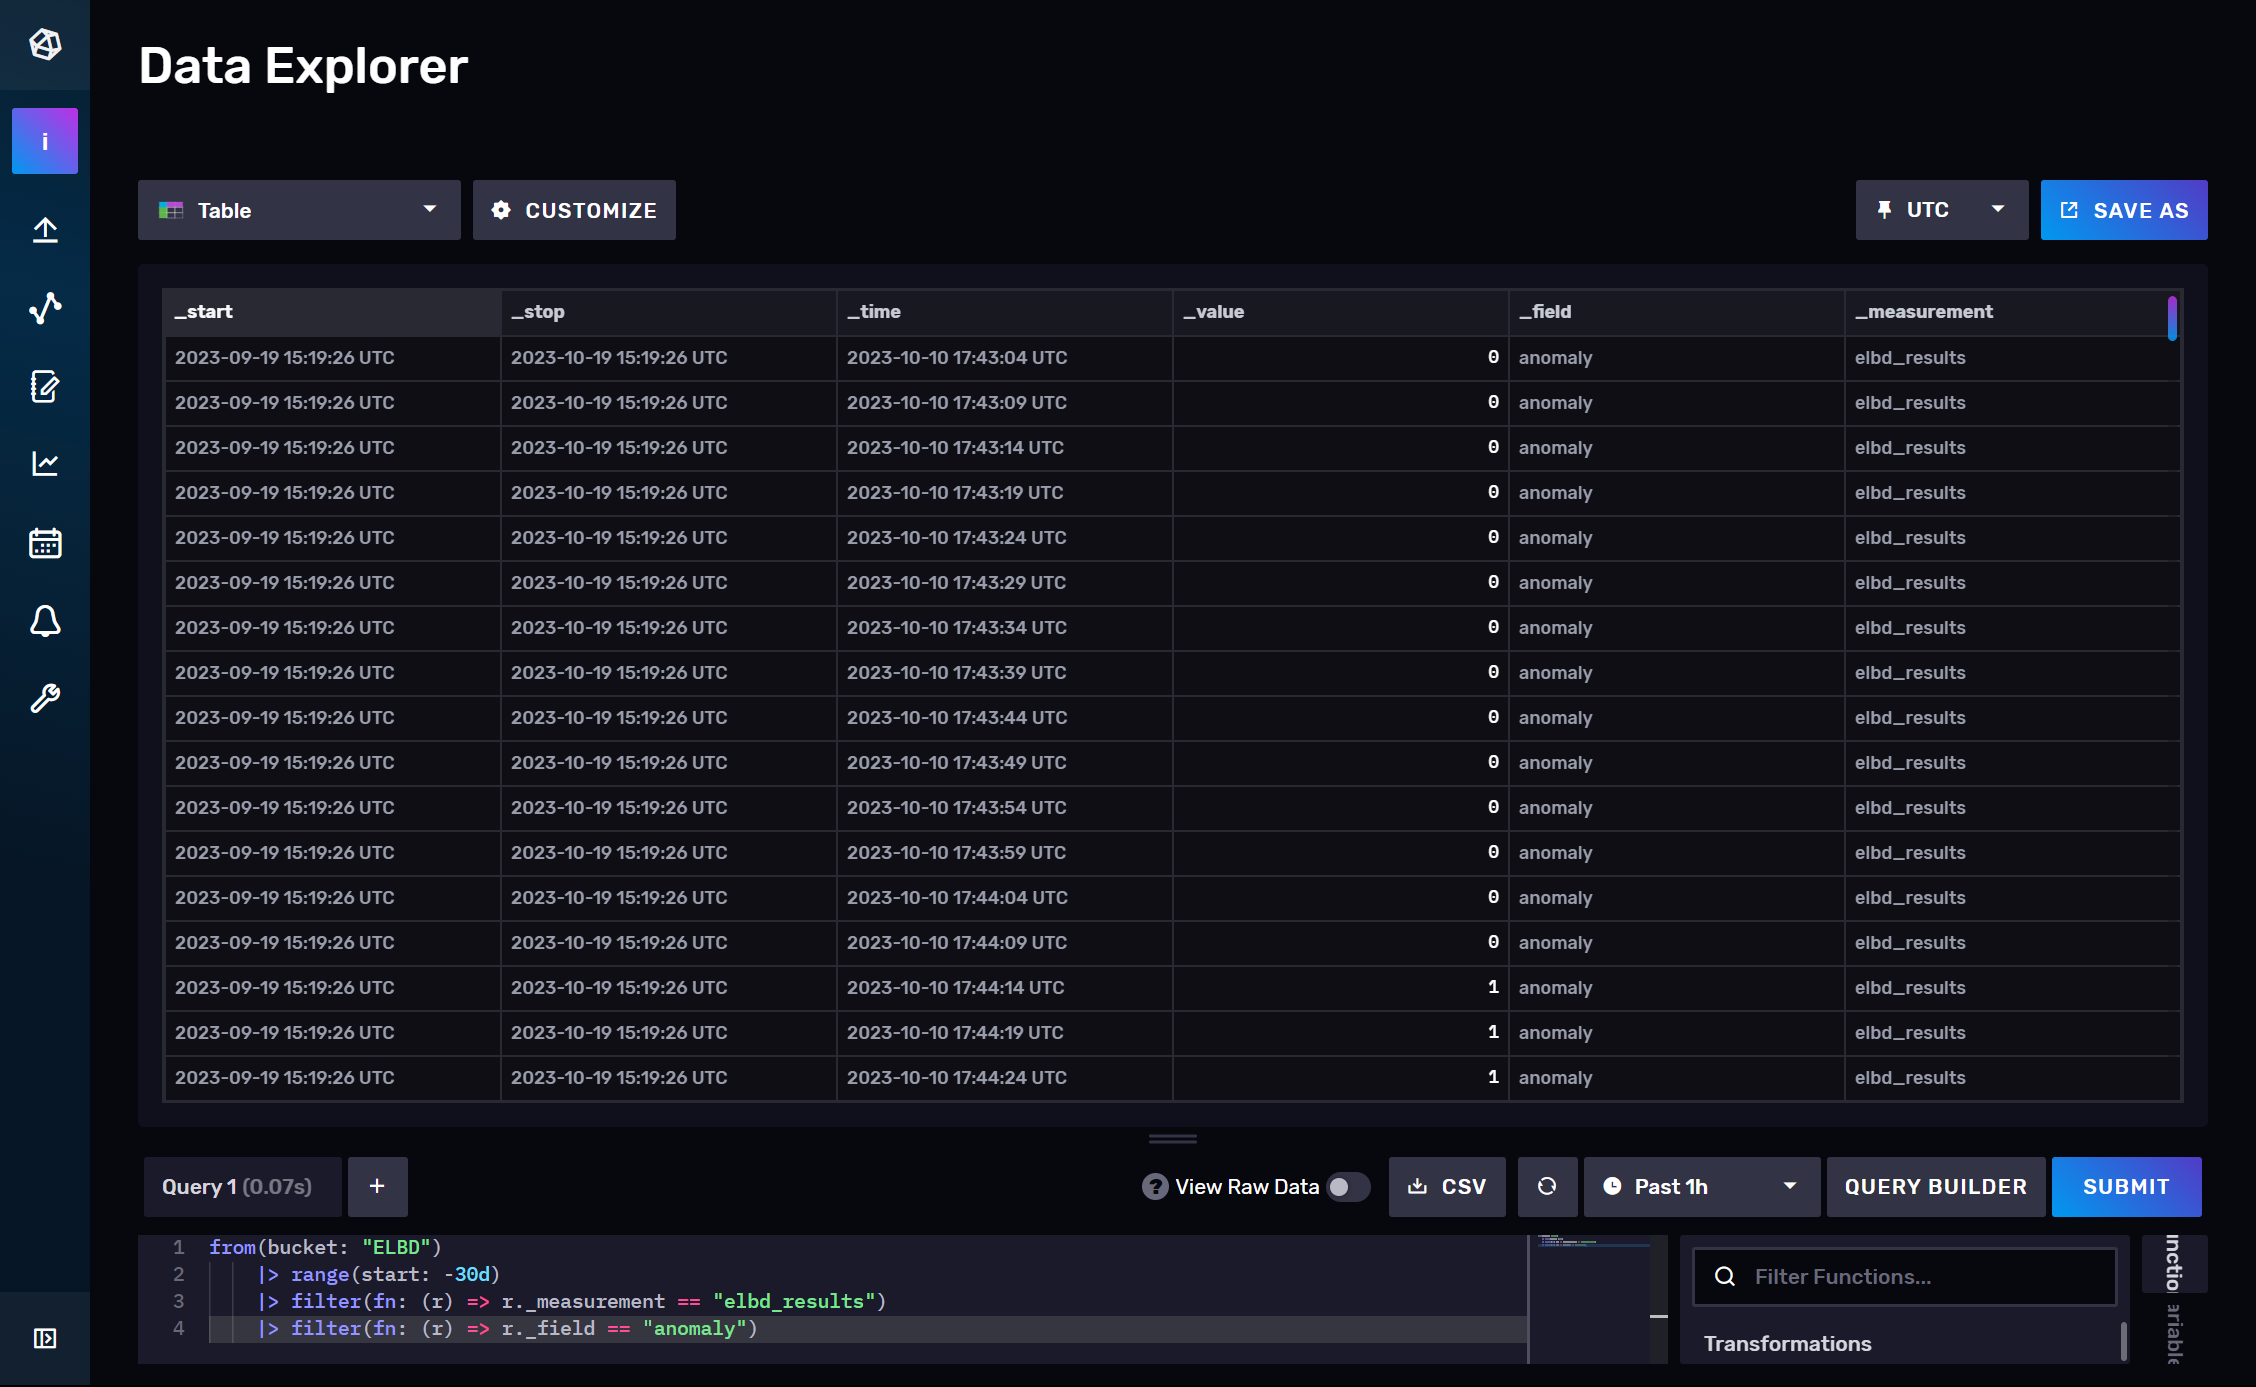 Data Explorer
i
Table CUSTOMIZE UTC SAVE AS
_start _stop _time _value _field _measurement
2023-09-19 15:19:26 UTC 2023-10-19 15:19:26 UTC 2023-10-10 17:43:04 UTC 0 anomaly elbd_results
2023-09-19 15:19:26 UTC 2023-10-19 15:19:26 UTC 2023-10-10 17:43:09 UTC 0 anomaly elbd_results
2023-09-19 15:19:26 UTC 2023-10-19 15:19:26 UTC 2023-10-10 17:43:14 UTC 0 anomaly elbd_results
2023-09-19 15:19:26 UTC 2023-10-19 15:19:26 UTC 2023-10-10 17:43:19 UTC 0 anomaly elbd_results
2023-09-19 15:19:26 UTC 2023-10-19 15:19:26 UTC 2023-10-10 17:43:24 UTC 0 anomaly elbd_results
2023-09-19 15:19:26 UTC 2023-10-19 15:19:26 UTC 2023-10-10 17:43:29 UTC 0 anomaly elbd_results
2023-09-19 15:19:26 UTC 2023-10-19 15:19:26 UTC 2023-10-10 17:43:34 UTC 0 anomaly elbd_results
2023-09-19 15:19:26 UTC 2023-10-19 15:19:26 UTC 2023-10-10 17:43:39 UTC 0 anomaly elbd_results
2023-09-19 15:19:26 UTC 2023-10-19 15:19:26 UTC 2023-10-10 17:43:44 UTC 0 anomaly elbd_results
2023-09-19 15:19:26 UTC 2023-10-19 15:19:26 UTC 2023-10-10 17:43:49 UTC 0 anomaly elbd_results
2023-09-19 15:19:26 UTC 2023-10-19 15:19:26 UTC 2023-10-10 17:43:54 UTC 0 anomaly elbd_results
2023-09-19 15:19:26 UTC 2023-10-19 15:19:26 UTC 2023-10-10 17:43:59 UTC 0 anomaly elbd_results
2023-09-19 15:19:26 UTC 2023-10-19 15:19:26 UTC 2023-10-10 17:44:04 UTC 0 anomaly elbd_results
2023-09-19 15:19:26 UTC 2023-10-19 15:19:26 UTC 2023-10-10 17:44:09 UTC 0 anomaly elbd_results
2023-09-19 15:19:26 UTC 2023-10-19 15:19:26 UTC 2023-10-10 17:44:14 UTC 1 anomaly elbd_results
2023-09-19 15:19:26 UTC 2023-10-19 15:19:26 UTC 2023-10-10 17:44:19 UTC 1 anomaly elbd_results
2023-09-19 15:19:26 UTC 2023-10-19 15:19:26 UTC 2023-10-10 17:44:24 UTC 1 anomaly elbd_results
Query 1 (0.07s) + ? View Raw Data CSV Past 1h QUERY BUILDER SUBMIT
1 from(bucket: "ELBD")
2 |> range(start: -30d)
3 |> filter(fn: (r) => r._measurement == "elbd_results")
4 |> filter(fn: (r) => r._field == "anomaly")
Filter Functions...
Transformations